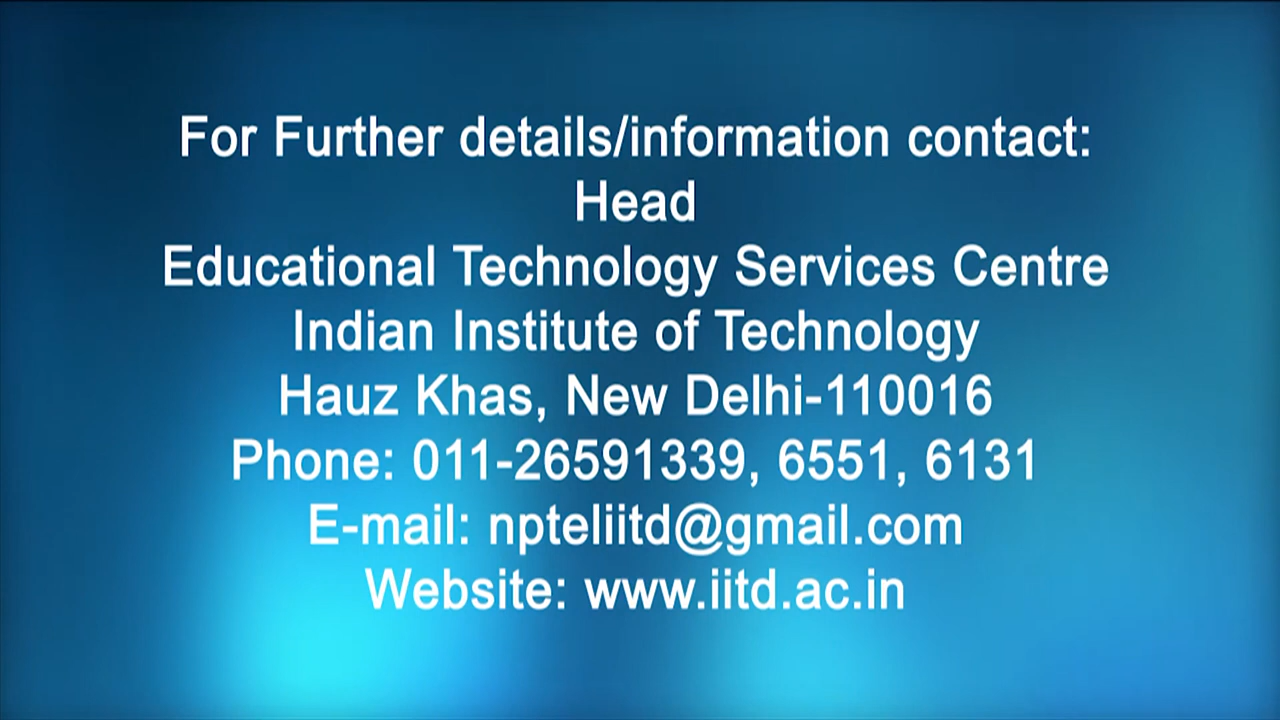 For Further details/information contact:
Head
Educational Technology Services Centre
Indian Institute of Technology
Hauz Khas, New Delhi-110016
Phone: 011-26591339, 6551, 6131
E-mail: npteliitd@gmail.com
Website: www.iitd.ac.in